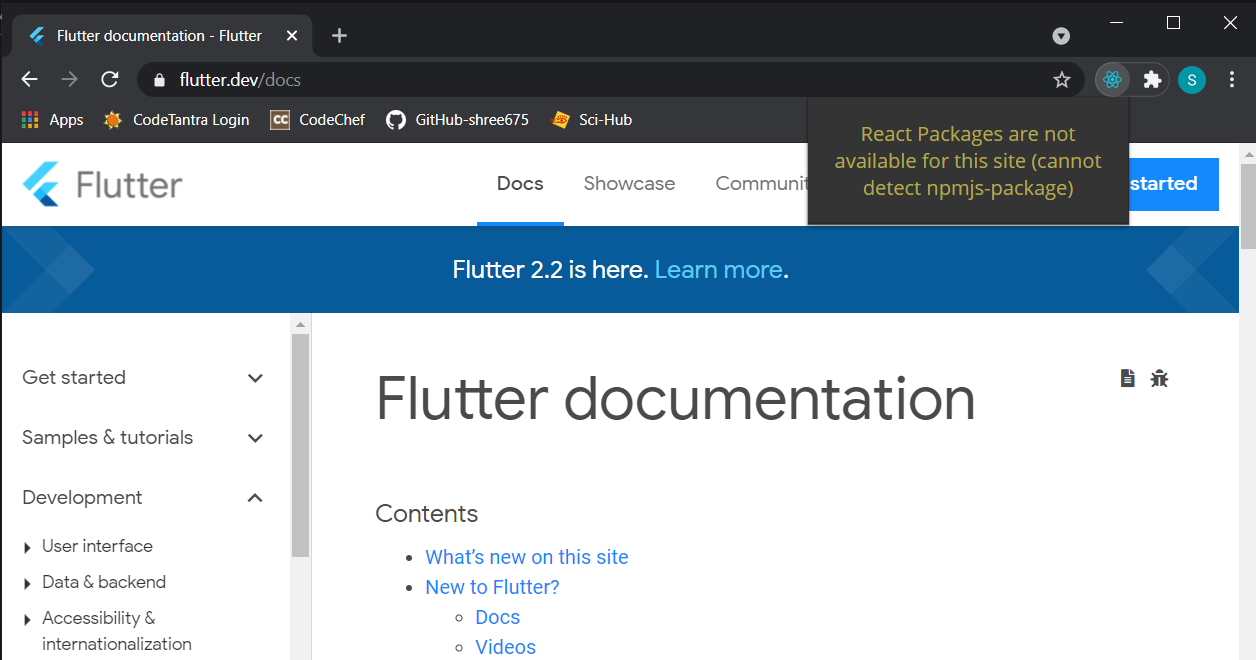 Flutter documentation - Flutter
flutter.dev/docs
S
Apps
CodeTantra Login
CC
CodeChef
GitHub-shree675
Sci-Hub
React Packages are not
available for this site (cannot
detect npmjs-package)
Flutter
Docs
Showcase
Communit
started
Flutter 2.2 is here. Learn more.
Get started
Samples & tutorials
Development
User interface
Data & backend
Accessibility &
internationalization
Flutter documentation
Contents
What’s new on this site
New to Flutter?
Docs
Videos